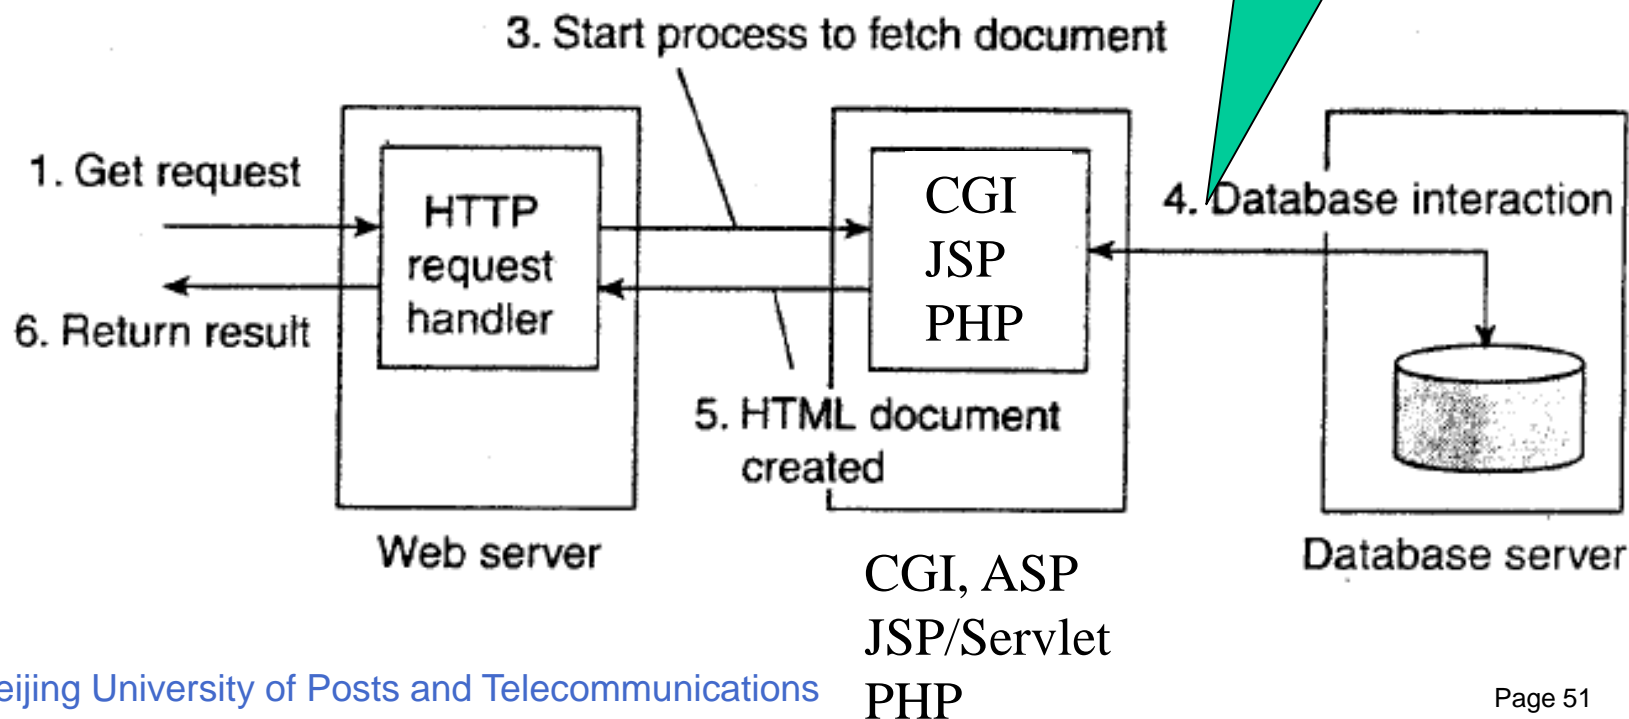 3. Start process to fetch document
1. Get request
HTTP
request
handler
CGI
JSP
PHP
4. Database interaction
6. Return result
5. HTML document
created
Web server
CGI, ASP
JSP/Servlet
PHP
Database server
eijing University of Posts and Telecommunications
Page 51